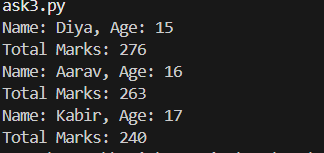 ask3.py
Name: Diya, Age: 15
Total Marks: 276
Name: Aarav, Age: 16
Total Marks: 263
Name: Kabir, Age: 17
Total Marks: 240